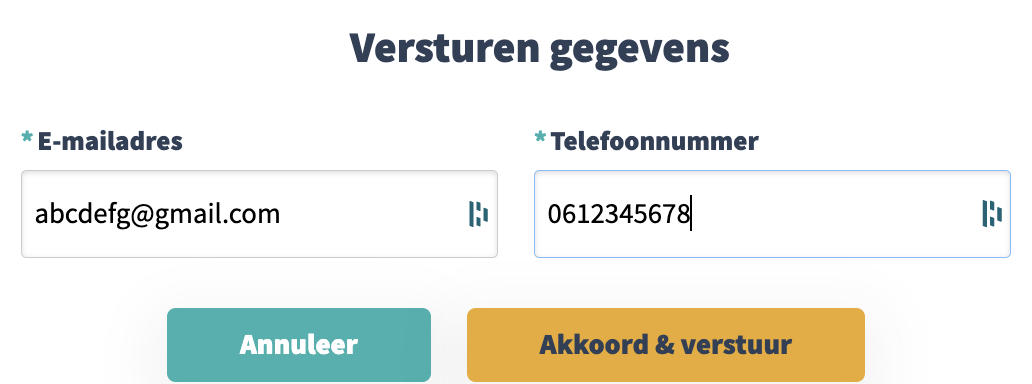 Versturen gegevens
* E-mailadres
* Telefoonnummer
abcdefg@gmail.com
0612345678
Annuleer
Akkoord & verstuur